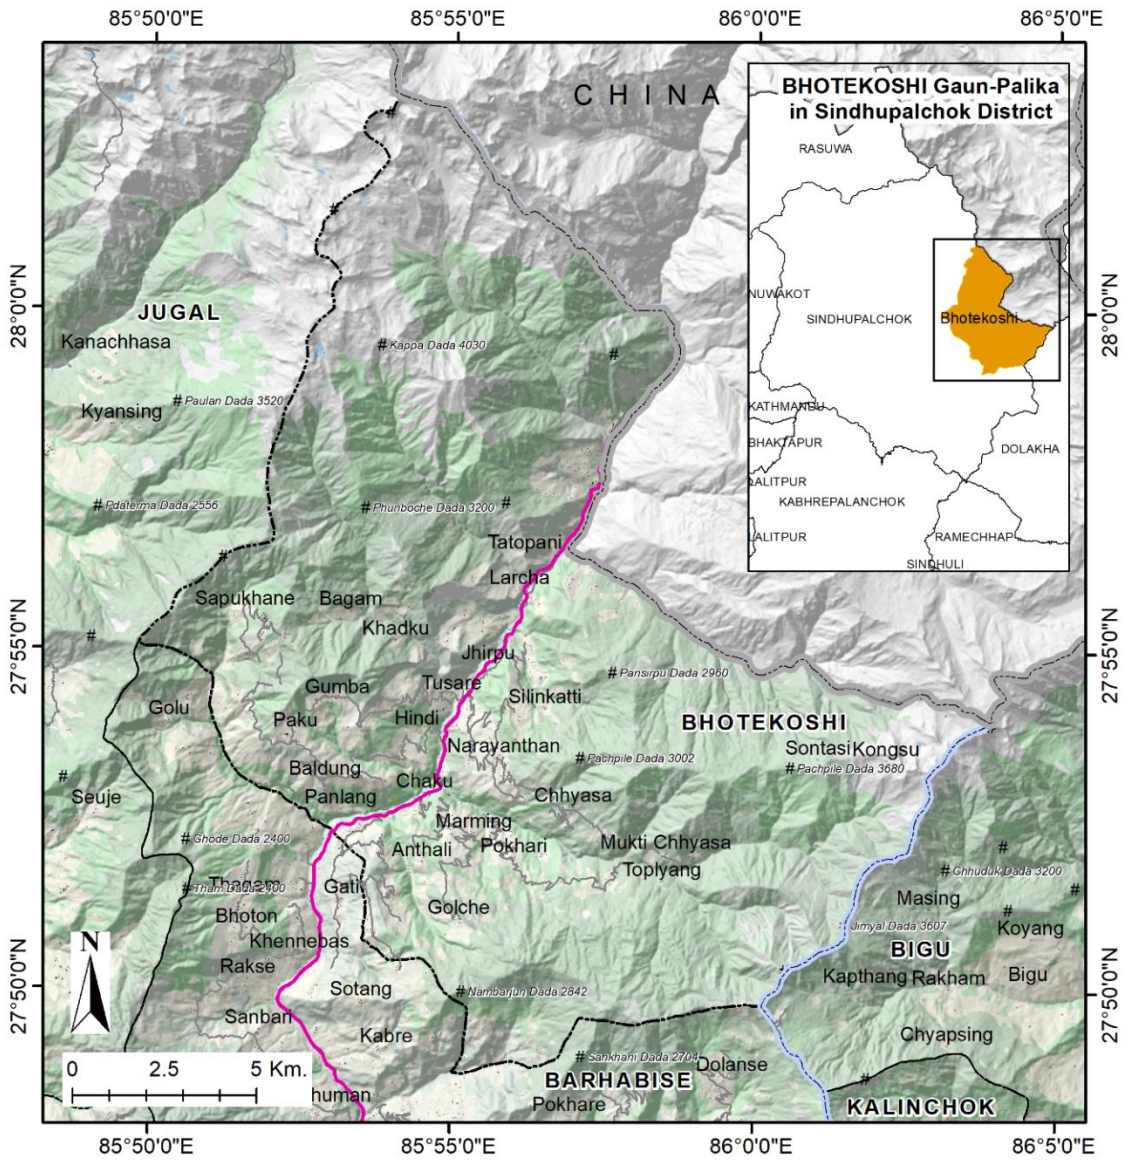 85°50'0"E
85°55'0"E
86°0'0"E
86°5'0"E
CHINA
BHOTEKOSHI Gaun-Palika
in Sindhupalchok District
RASUWA
NUWAKOT
SINDHUPALCHOK
Bhotekoshi
KATHMANDU
BHAKTAPUR
DOLAKHA
LALITPUR
KABHREPALANCHOK
LALITPUR
RAMECHHAP
SINDHULI
28°0'0"N
28°0'0"N
JUGAL
Kanachhasa
# Kappa Dada 4030
#
Kyansing
# Paulan Dada 3520
# Pdaterma Dada 2556
# Phunboche Dada 3200
#
Tatopani
Larcha
Sapukhane
Bagam
Khadku
27°55'0"N
27°55'0"N
Jhirpu
# Pansirpu Dada 2960
Gumba
Tusare
Silinkatti
Golu
Paku
Hindi
BHOTEKOSHI
Narayanthan
Sontasi
Kongsu
# Pachpile Dada 3002
# Pachpile Dada 3680
Baldung
Chaku
Seuje
Panlang
Chhyasa
Marming
# Ghode Dada 2400
Anthali
Pokhari
Mukti Chhyasa
Toplyang
# Chhuduk 3200
# Tham Dada 2900
Gati
Masing
Bhoton
Golche
Jimyal Dada 3607
Koyang
Khennebas
BIGU
Rakse
Kapthang
Rakham
Bigu
27°50'0"N
27°50'0"N
Sotang
# Nambarjun Dada 2842
N
Sanbari
Kabre
Chyapsing
# Sankhani Dada 2704
Dolanse
0 2.5 5 Km.
BARHABISE
human
Pokhare
KALINCHOK
85°50'0"E
85°55'0"E
86°0'0"E
86°5'0"E